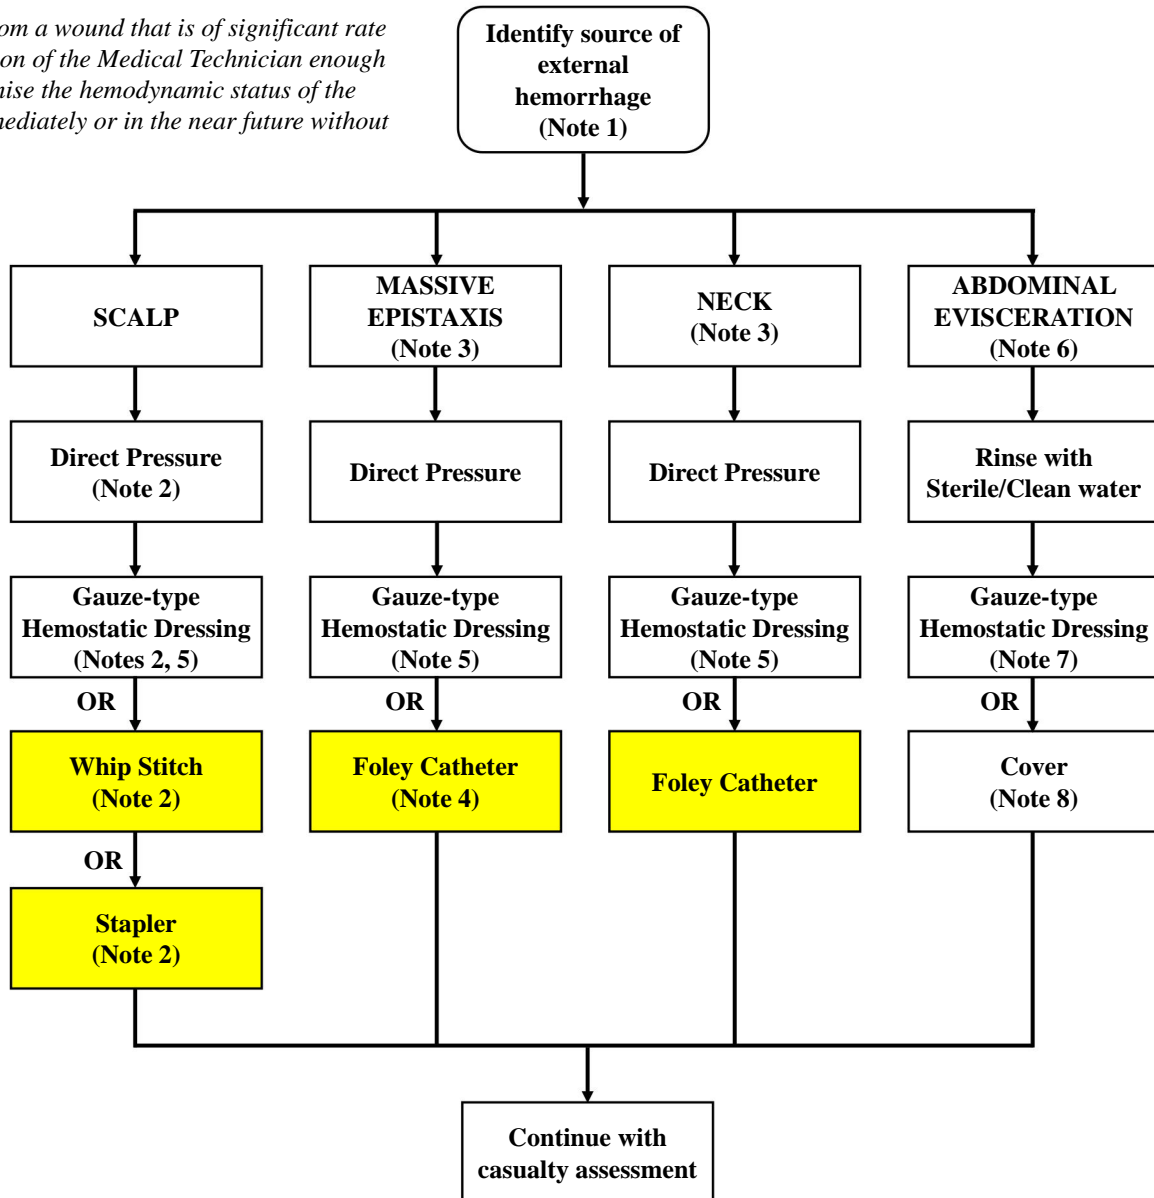 from a wound that is of significant rate
of the Medical Technician enough
the hemodynamic status of the
or in the near future without
Identify source of
external
hemorrhage
(Note 1)
SCALP
MASSIVE
EPISTAXIS
(Note 3)
NECK
(Note 3)
ABDOMINAL
EVISCERATION
(Note 6)
Direct Pressure
(Note 2)
Direct Pressure
Direct Pressure
Rinse with
Sterile/Clean water
Gauze-type
Hemostatic Dressing
(Notes 2, 5)
Gauze-type
Hemostatic Dressing
(Note 5)
Gauze-type
Hemostatic Dressing
(Note 5)
Gauze-type
Hemostatic Dressing
(Note 7)
OR
OR
OR
OR
Whip Stitch
(Note 2)
Foley Catheter
(Note 4)
Foley Catheter
Cover
(Note 8)
OR
Stapler
(Note 2)
Continue with
casualty assessment